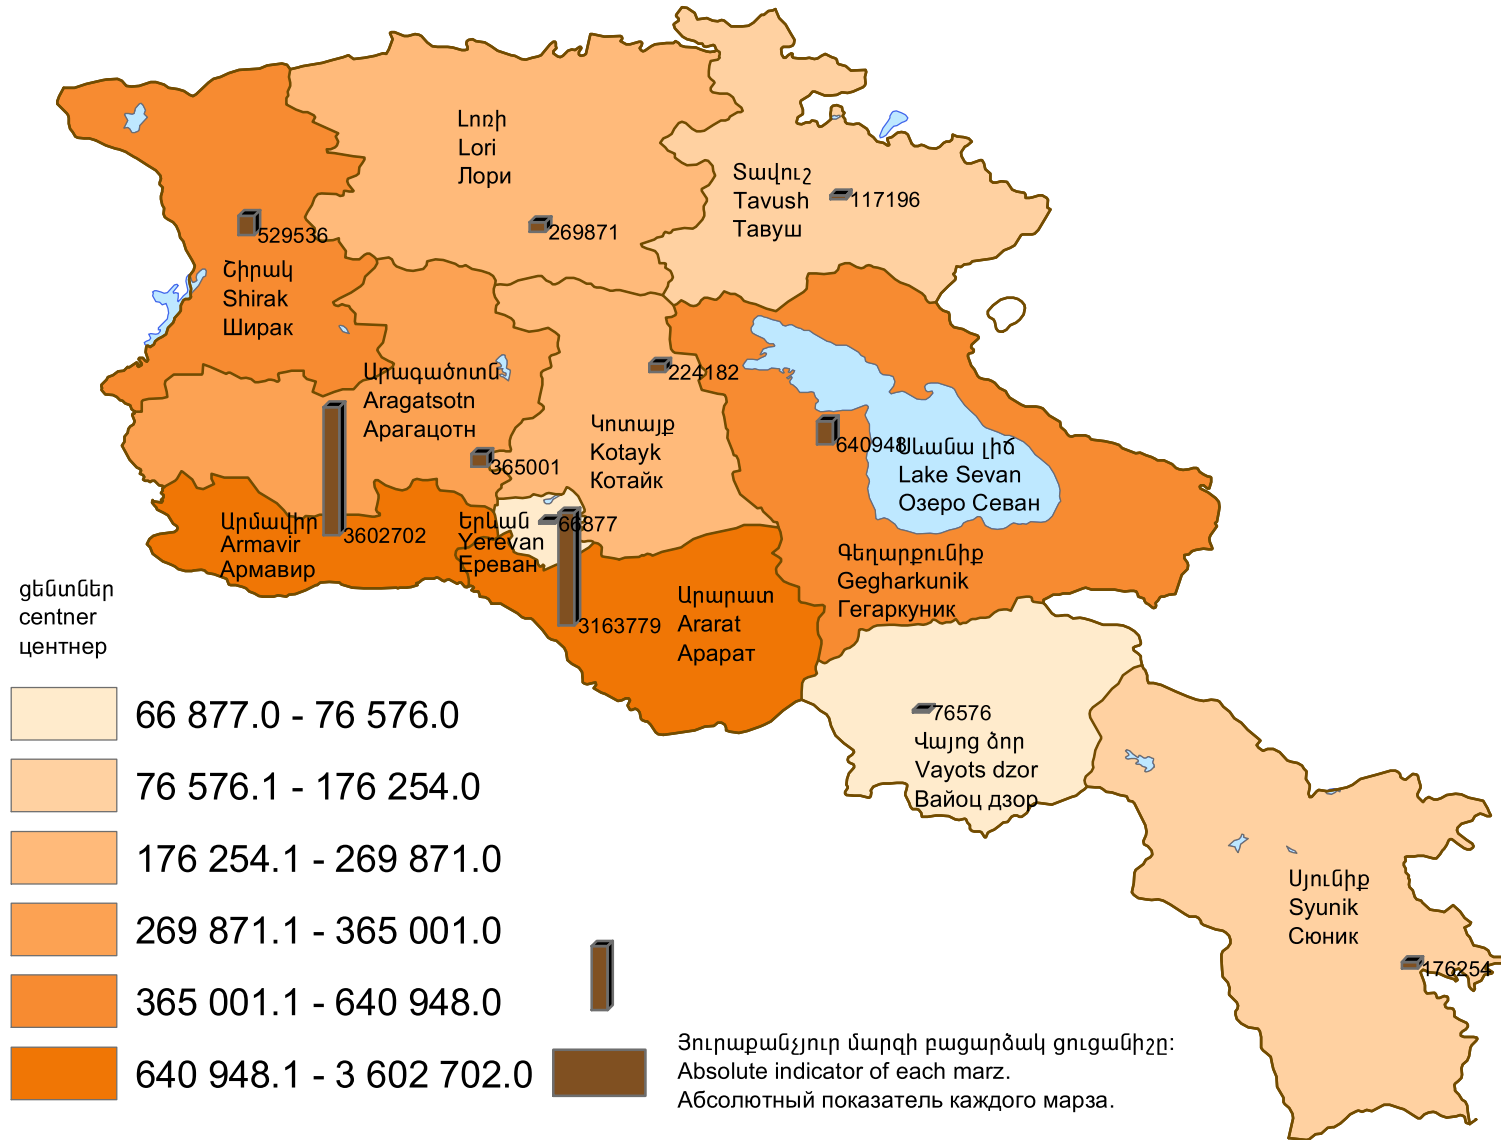 Լոռի
Lori
Лори
269871
Տավուշ
Tavush
Тавуш
117196
529536
Շիրակ
Shirak
Ширак
Արագածոտն
Aragatsotn
Арагацотн
365001
224182
Կոտայք
Kotayk
Котайк
640948
Սևանա լիճ
Lake Sevan
Озеро Севан
Գեղարքունիք
Gegharkunik
Гегаркуник
Արմավիր
Armavir
Армавир
3602702
Երևան
Yerevan
Ереван
66877
Արարատ
Ararat
Арарат
3163779
76576
Վայոց ձոր
Vayots dzor
Вайоц дзор
Սյունիք
Syunik
Сюник
176254
ցենտներ
centner
центнер
66 877.0 - 76 576.0
76 576.1 - 176 254.0
176 254.1 - 269 871.0
269 871.1 - 365 001.0
365 001.1 - 640 948.0
640 948.1 - 3 602 702.0
Յուրաքանչյուր մարզի բացարձակ ցուցանիշը:
Absolute indicator of each marz.
Абсолютный показатель каждого марза.